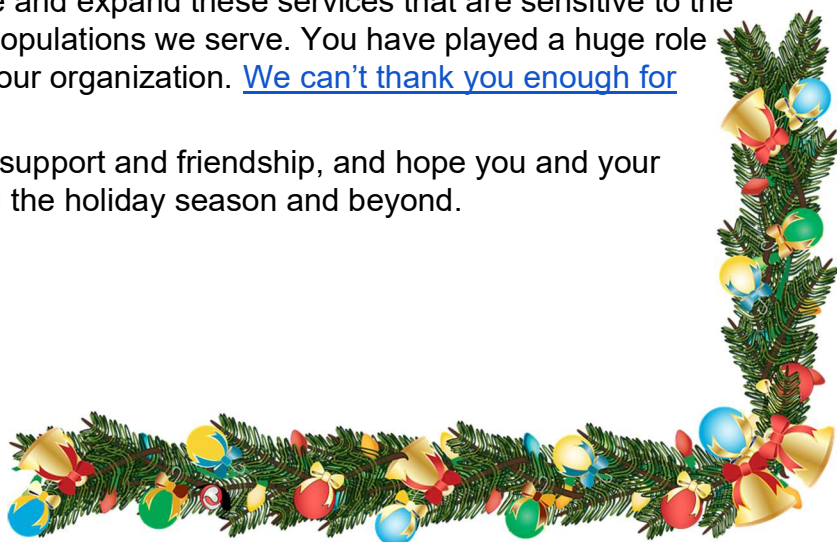 and expand these services that are sensitive to the
opulations we serve. You have played a huge role
our organization. We can’t thank you enough for
support and friendship, and hope you and your
the holiday season and beyond.